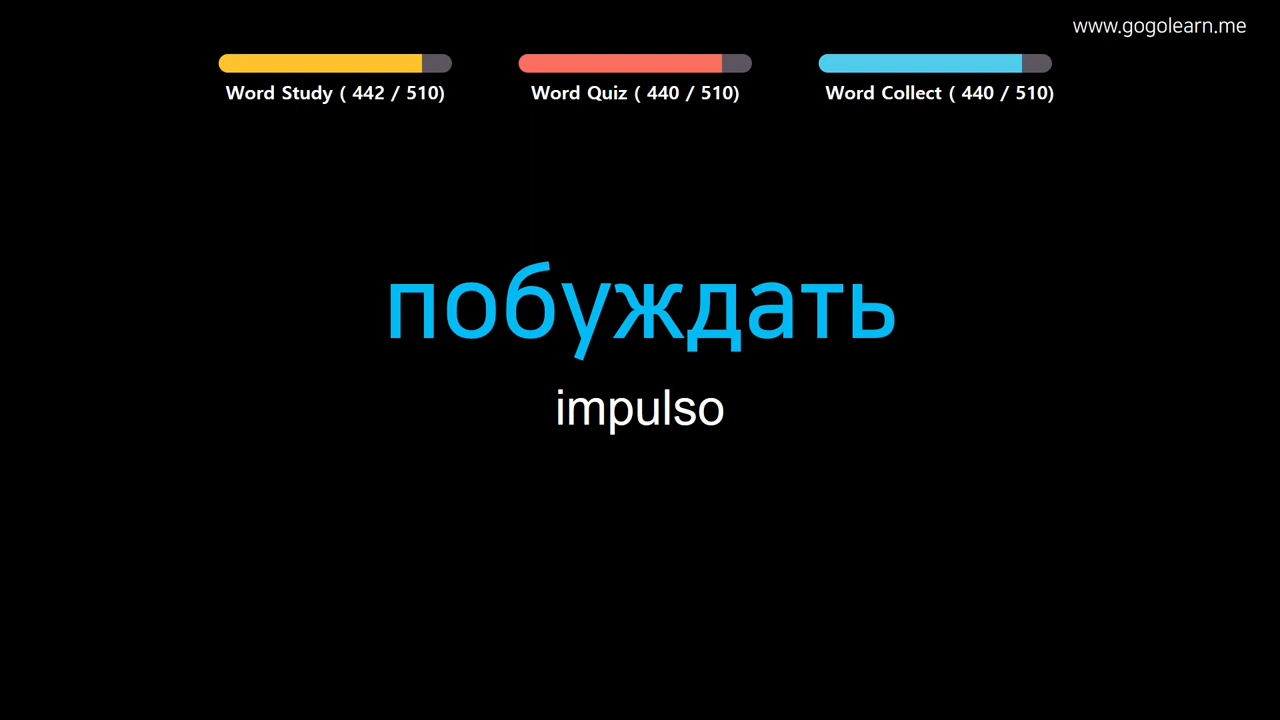 www.gogolearn.me
Word Study ( 442 / 510)
Word Quiz ( 440 / 510)
Word Collect ( 440 / 510)
побуждать
impulso